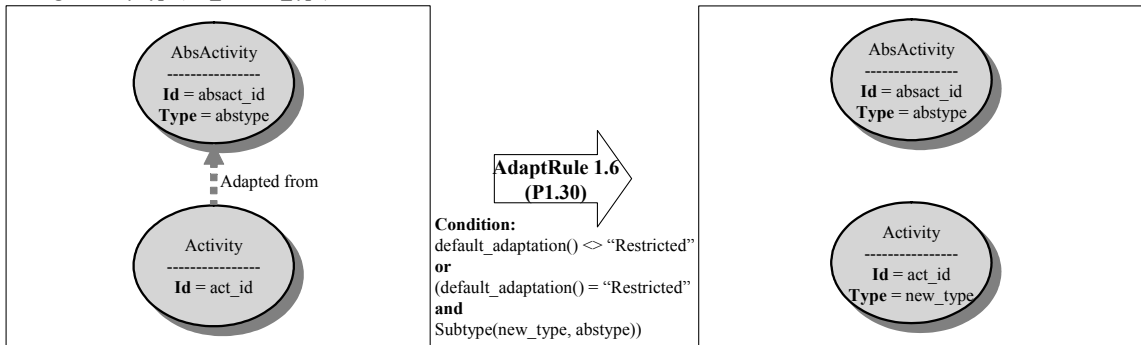 AbsActivity
----------------
Id = absact_id
Type = abstype
Adapted from
Activity
----------------
Id = act_id
AdaptRule 1.6
(P1.30)
Condition:
default_adaptation() <> “Restricted”
or
(default_adaptation() = “Restricted”
and
Subtype(new_type, abstype))
AbsActivity
----------------
Id = absact_id
Type = abstype
Activity
----------------
Id = act_id
Type = new_type